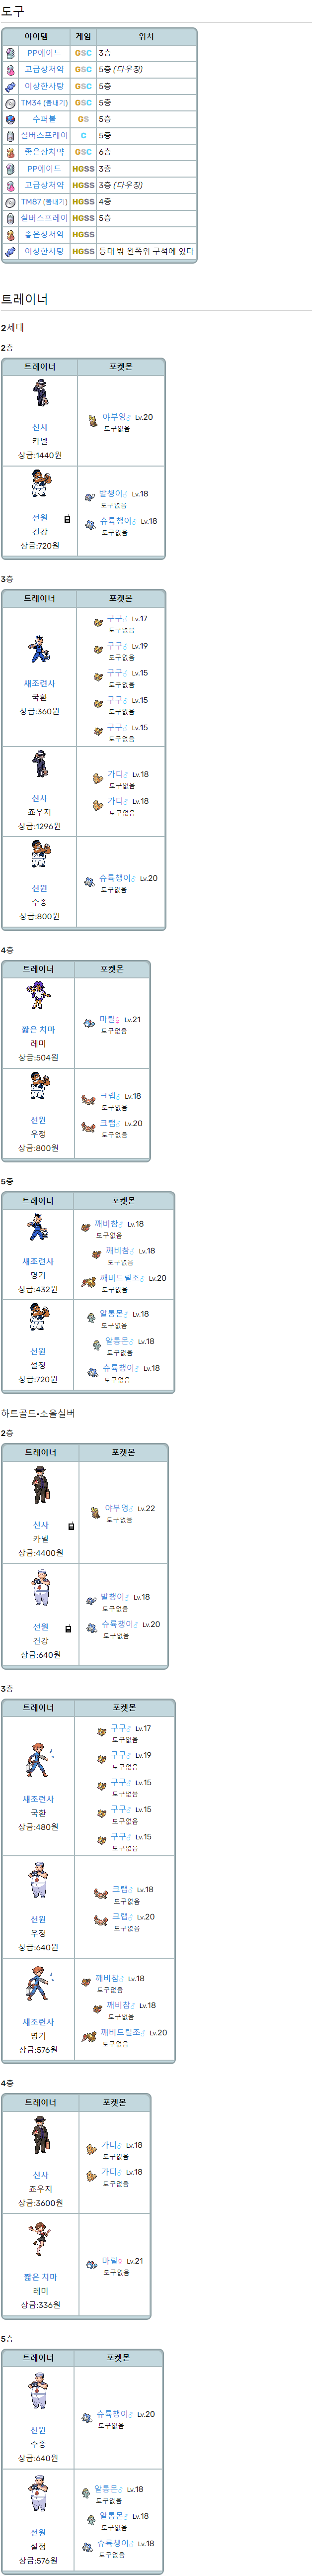 도구
아이템 게임 위치
PP에이드 GSC 3층
고급상처약 GSC 5층 (다우징)
이상한사탕 GSC 5층
TM34 (뽐내기) GSC 5층
수퍼볼 GS 5층
실버스프레이 C 5층
좋은상처약 GSC 6층
PP에이드 HGSS 3층
고급상처약 HGSS 3층 (다우징)
TM87 (뽐내기) HGSS 4층
실버스프레이 HGSS 5층
좋은상처약 HGSS
이상한사탕 HGSS 등대 밖 왼쪽위 구석에 있다
트레이너
2세대
2층
트레이너 포켓몬
신사
카넬
상금:1440원
야부엉♂ Lv.20
도구없음
선원
건강
상금:720원
발챙이♂ Lv.18
도구없음
슈륙챙이♂ Lv.18
도구없음
3층
트레이너 포켓몬
새조련사
국환
상금:360원
구구♂ Lv.17
도구없음
구구♂ Lv.19
도구없음
구구♂ Lv.15
도구없음
구구♂ Lv.15
도구없음
구구♂ Lv.15
도구없음
신사
죠우지
상금:1296원
가디♂ Lv.18
도구없음
가디♂ Lv.18
도구없음
선원
수종
상금:800원
슈륙챙이♂ Lv.20
도구없음
4층
트레이너 포켓몬
짧은 치마
레미
상금:504원
마릴♀ Lv.21
도구없음
선원
우정
상금:800원
크랩♂ Lv.18
도구없음
크랩♂ Lv.20
도구없음
5층
트레이너 포켓몬
새조련사
명기
상금:432원
깨비참♂ Lv.18
도구없음
깨비참♂ Lv.18
도구없음
깨비드릴조♂ Lv.20
도구없음
선원
설정
상금:720원
알통몬♂ Lv.18
도구없음
알통몬♂ Lv.18
도구없음
슈륙챙이♂ Lv.18
도구없음
하트골드•소울실버
2층
트레이너 포켓몬
신사
카넬
상금:4400원
야부엉♂ Lv.22
도구없음
선원
건강
상금:640원
발챙이♂ Lv.18
도구없음
슈륙챙이♂ Lv.20
도구없음
3층
트레이너 포켓몬
새조련사
국환
상금:480원
구구♂ Lv.17
도구없음
구구♂ Lv.19
도구없음
구구♂ Lv.15
도구없음
구구♂ Lv.15
도구없음
구구♂ Lv.15
도구없음
선원
우정
상금:640원
크랩♂ Lv.18
도구없음
크랩♂ Lv.20
도구없음
새조련사
명기
상금:576원
깨비참♂ Lv.18
도구없음
깨비참♂ Lv.18
도구없음
깨비드릴조♂ Lv.20
도구없음
4층
트레이너 포켓몬
신사
죠우지
상금:3600원
가디♂ Lv.18
도구없음
가디♂ Lv.18
도구없음
짧은 치마
레미
상금:336원
마릴♀ Lv.21
도구없음
5층
트레이너 포켓몬
선원
수종
상금:640원
슈륙챙이♂ Lv.20
도구없음
선원
설정
상금:576원
알통몬♂ Lv.18
도구없음
알통몬♂ Lv.18
도구없음
슈륙챙이♂ Lv.18
도구없음